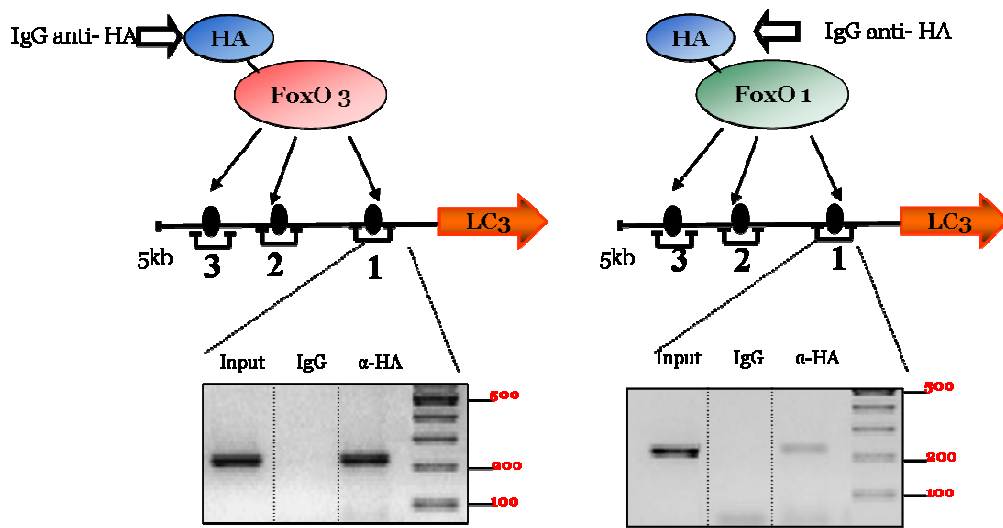 IgG anti- HA
HA
FoxO 3
LC3
5kb
3
2
1
Input
IgG
α-HA
500
200
100
HA
IgG anti- HA
FoxO 1
LC3
5kb
3
2
1
Input
IgG
α-HA
500
200
100